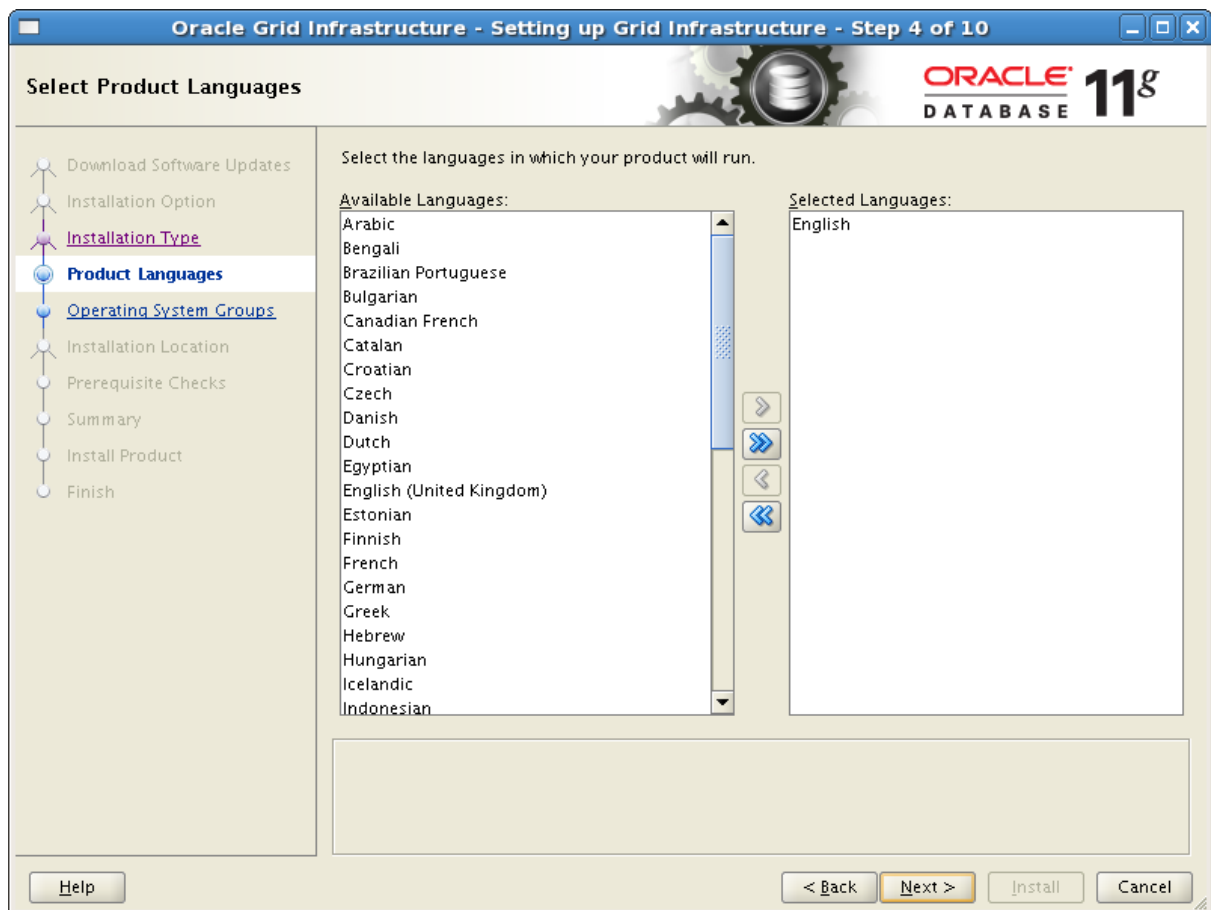 Oracle Grid Infrastructure - Setting up Grid Infrastructure - Step 4 of 10
Select Product Languages
ORACLE
DATABASE
11g
Download Software Updates
Installation Option
Installation Type
Product Languages
Operating System Groups
Installation Location
Prerequisite Checks
Summary
Install Product
Finish
Select the languages in which your product will run.
Available Languages:
Arabic
Bengali
Brazilian Portuguese
Bulgarian
Canadian French
Catalan
Croatian
Czech
Danish
Dutch
Egyptian
English (United Kingdom)
Estonian
Finnish
French
German
Greek
Hebrew
Hungarian
Icelandic
Indonesian
Selected Languages:
English
Help
< Back
Next >
Install
Cancel